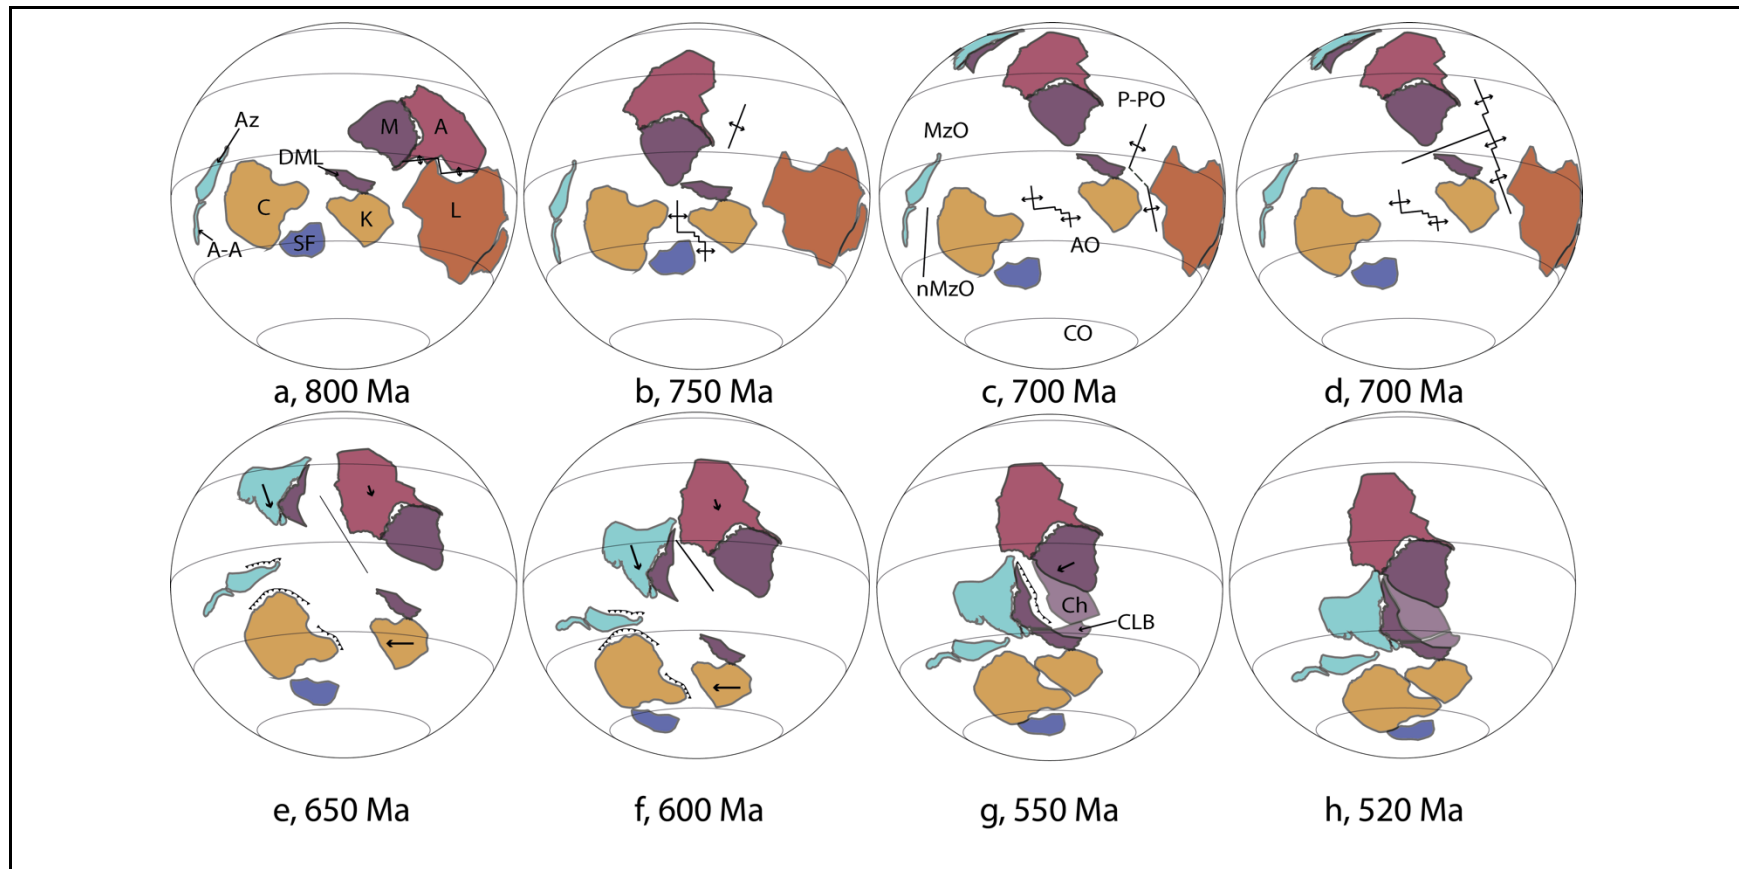 Az
M
A
DML
C
K
L
SF
A-A
a, 800 Ma
b, 750 Ma
P-PO
MzO
AO
nMzO
CO
c, 700 Ma
d, 700 Ma
e, 650 Ma
f, 600 Ma
Ch
CLB
g, 550 Ma
h, 520 Ma